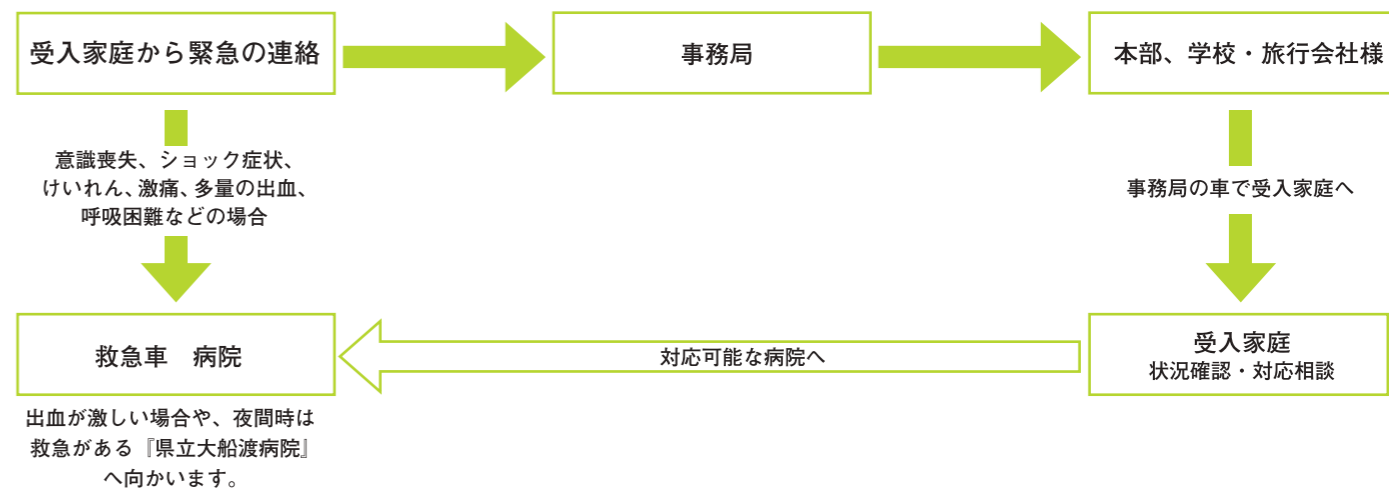 受入家庭から緊急の連絡
事務局
本部、学校・旅行会社様
意識喪失、ショック症状、
けいれん、激痛、多量の出血、
呼吸困難などの場合
事務局の車で受入家庭へ
救急車　病院
対応可能な病院へ
受入家庭
状況確認・対応相談
出血が激しい場合や、夜間時は
救急がある『県立大船渡病院』
へ向かいます。